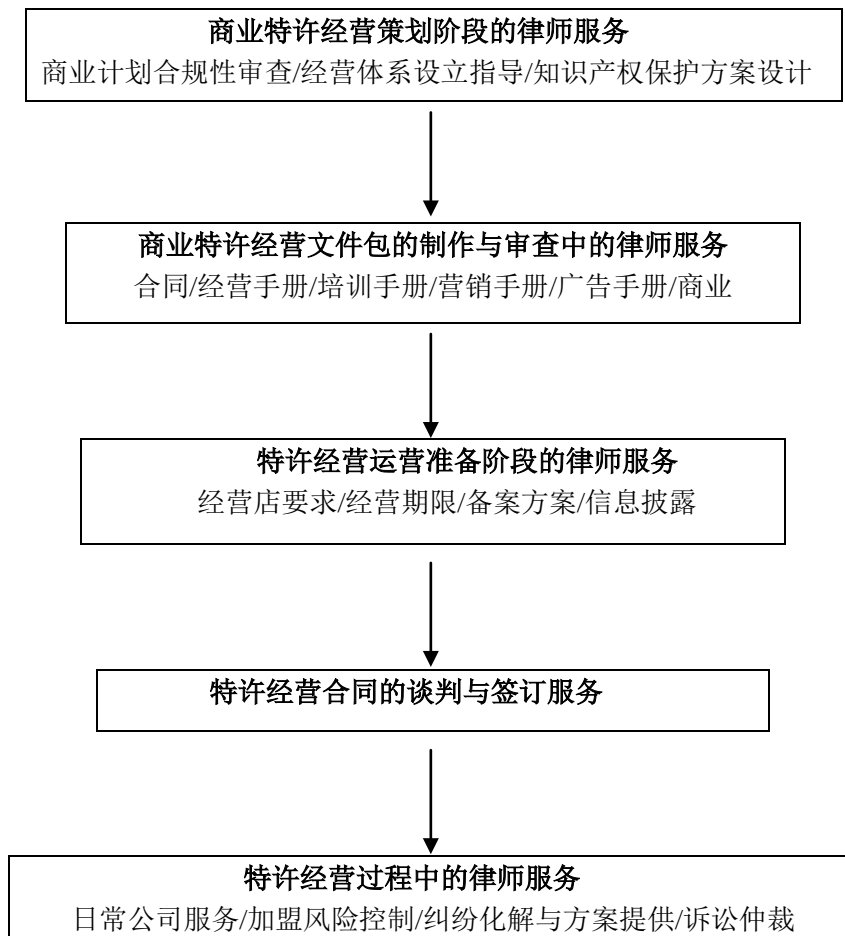 商业特许经营策划阶段的律师服务
商业计划合规性审查/经营体系设立指导/知识产权保护方案设计
商业特许经营文件包的制作与审查中的律师服务
合同/经营手册/培训手册/营销手册/广告手册/商业
特许经营运营准备阶段的律师服务
经营店要求/经营期限/备案方案/信息披露
特许经营合同的谈判与签订服务
特许经营过程中的律师服务
日常公司服务/加盟风险控制/纠纷化解与方案提供/诉讼仲裁